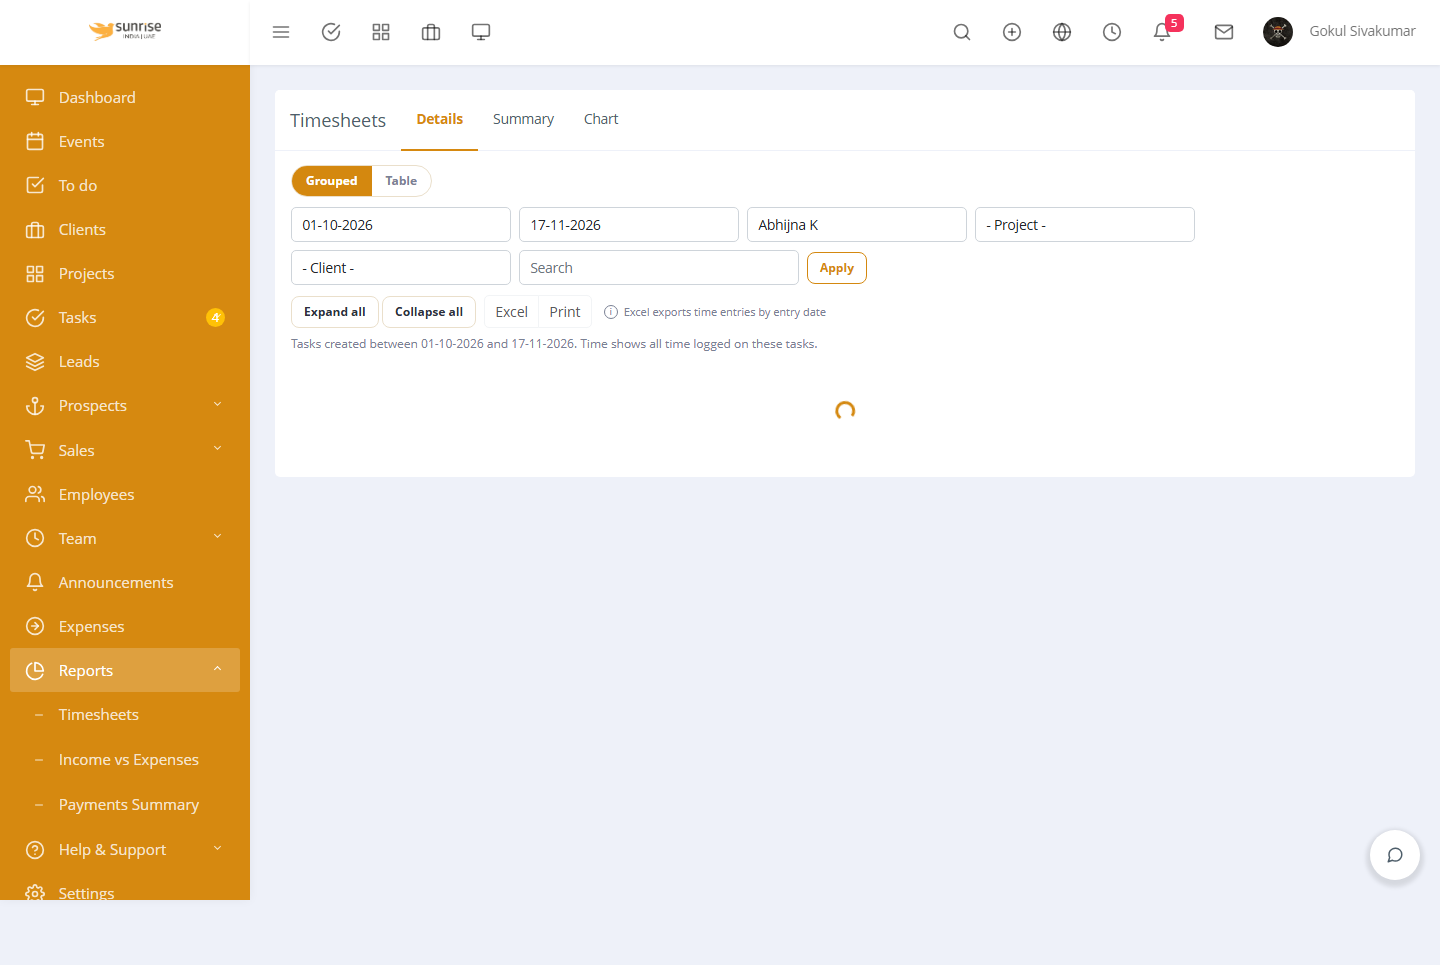 sunrise
INDIA | UAE
5
Gokul Sivakumar
Dashboard
Events
To do
Clients
Projects
Tasks
4
Leads
Prospects
Sales
Employees
Team
Announcements
Expenses
Reports
Timesheets
Income vs Expenses
Payments Summary
Help & Support
Settings
Timesheets
Details
Summary
Chart
Grouped
Table
01-10-2026
17-11-2026
Abhijna K
- Project -
- Client -
Search
Apply
Expand all
Collapse all
Excel
Print
Excel exports time entries by entry date
Tasks created between 01-10-2026 and 17-11-2026. Time shows all time logged on these tasks.